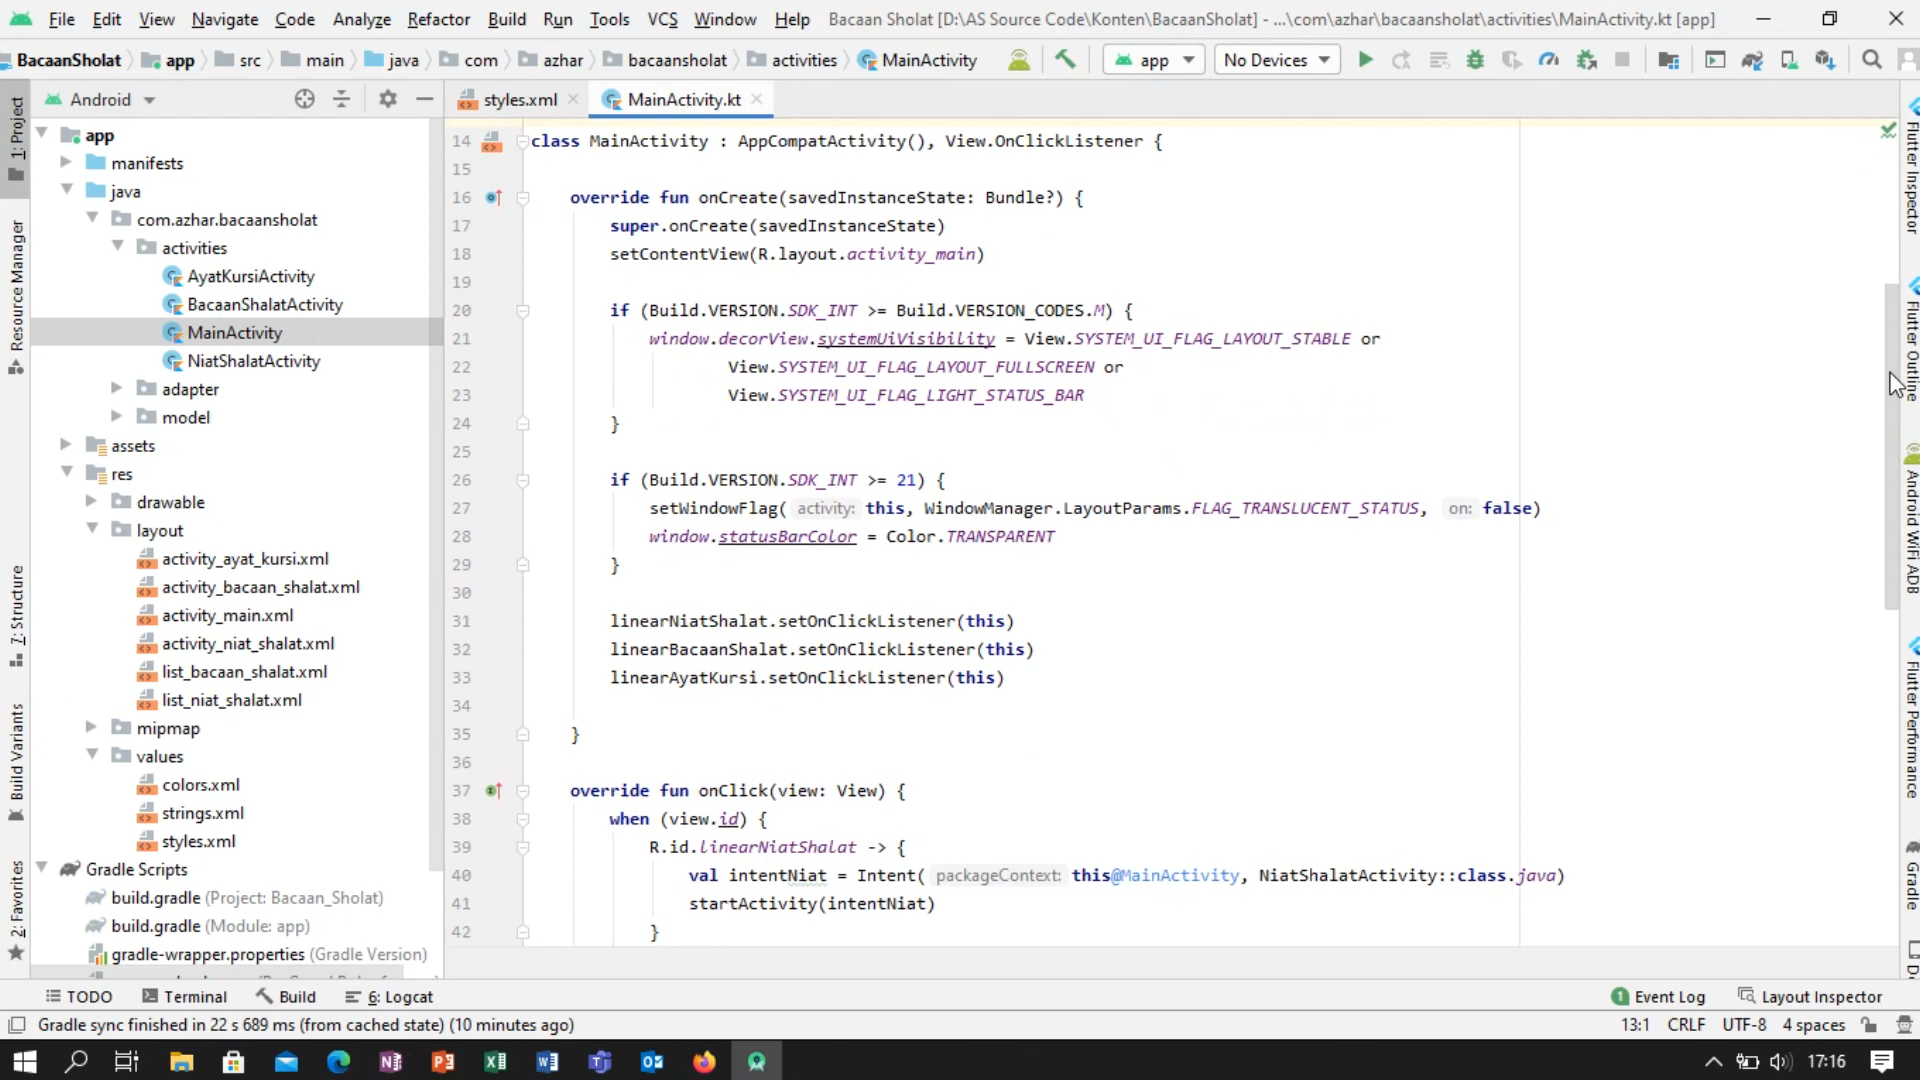 File Edit View Navigate Code Analyze Refactor Build Run Tools VCS Window Help Bacaan Sholat [D:\AS Source Code\Konten\BacaanSholat] - ...\com\azhar\bacaansholat\activities\MainActivity.kt [app]
BacaanSholat app src main java com azhar bacaansholat activities MainActivity app No Devices
Android
styles.xml
MainActivity.kt
1: Project
Resource Manager
7: Structure
Build Variants
2: Favorites
app
manifests
java
com.azhar.bacaansholat
activities
AyatKursiActivity
BacaanShalatActivity
MainActivity
NiatShalatActivity
adapter
model
assets
res
drawable
layout
activity_ayat_kursi.xml
activity_bacaan_shalat.xml
activity_main.xml
activity_niat_shalat.xml
list_bacaan_shalat.xml
list_niat_shalat.xml
mipmap
values
colors.xml
strings.xml
styles.xml
Gradle Scripts
build.gradle (Project: Bacaan_Sholat)
build.gradle (Module: app)
gradle-wrapper.properties (Gradle Version)
14 class MainActivity : AppCompatActivity(), View.OnClickListener {
15
16 override fun onCreate(savedInstanceState: Bundle?) {
17 super.onCreate(savedInstanceState)
18 setContentView(R.layout.activity_main)
19
20 if (Build.VERSION.SDK_INT >= Build.VERSION_CODES.M) {
21 window.decorView.systemUiVisibility = View.SYSTEM_UI_FLAG_LAYOUT_STABLE or
22 View.SYSTEM_UI_FLAG_LAYOUT_FULLSCREEN or
23 View.SYSTEM_UI_FLAG_LIGHT_STATUS_BAR
24 }
25
26 if (Build.VERSION.SDK_INT >= 21) {
27 setWindowFlag( activity: this, WindowManager.LayoutParams.FLAG_TRANSLUCENT_STATUS, on: false)
28 window.statusBarColor = Color.TRANSPARENT
29 }
30
31 linearNiatShalat.setOnClickListener(this)
32 linearBacaanShalat.setOnClickListener(this)
33 linearAyatKursi.setOnClickListener(this)
34
35 }
36
37 override fun onClick(view: View) {
38 when (view.id) {
39 R.id.linearNiatShalat -> {
40 val intentNiat = Intent( packageContext: this@MainActivity, NiatShalatActivity::class.java)
41 startActivity(intentNiat)
42 }
Flutter Inspector
Flutter Outline
Android WiFi ADB
Flutter Performance
Gradle
TODO Terminal Build 6: Logcat 1 Event Log Layout Inspector
Gradle sync finished in 22 s 689 ms (from cached state) (10 minutes ago) 13:1 CRLF UTF-8 4 spaces
17:16